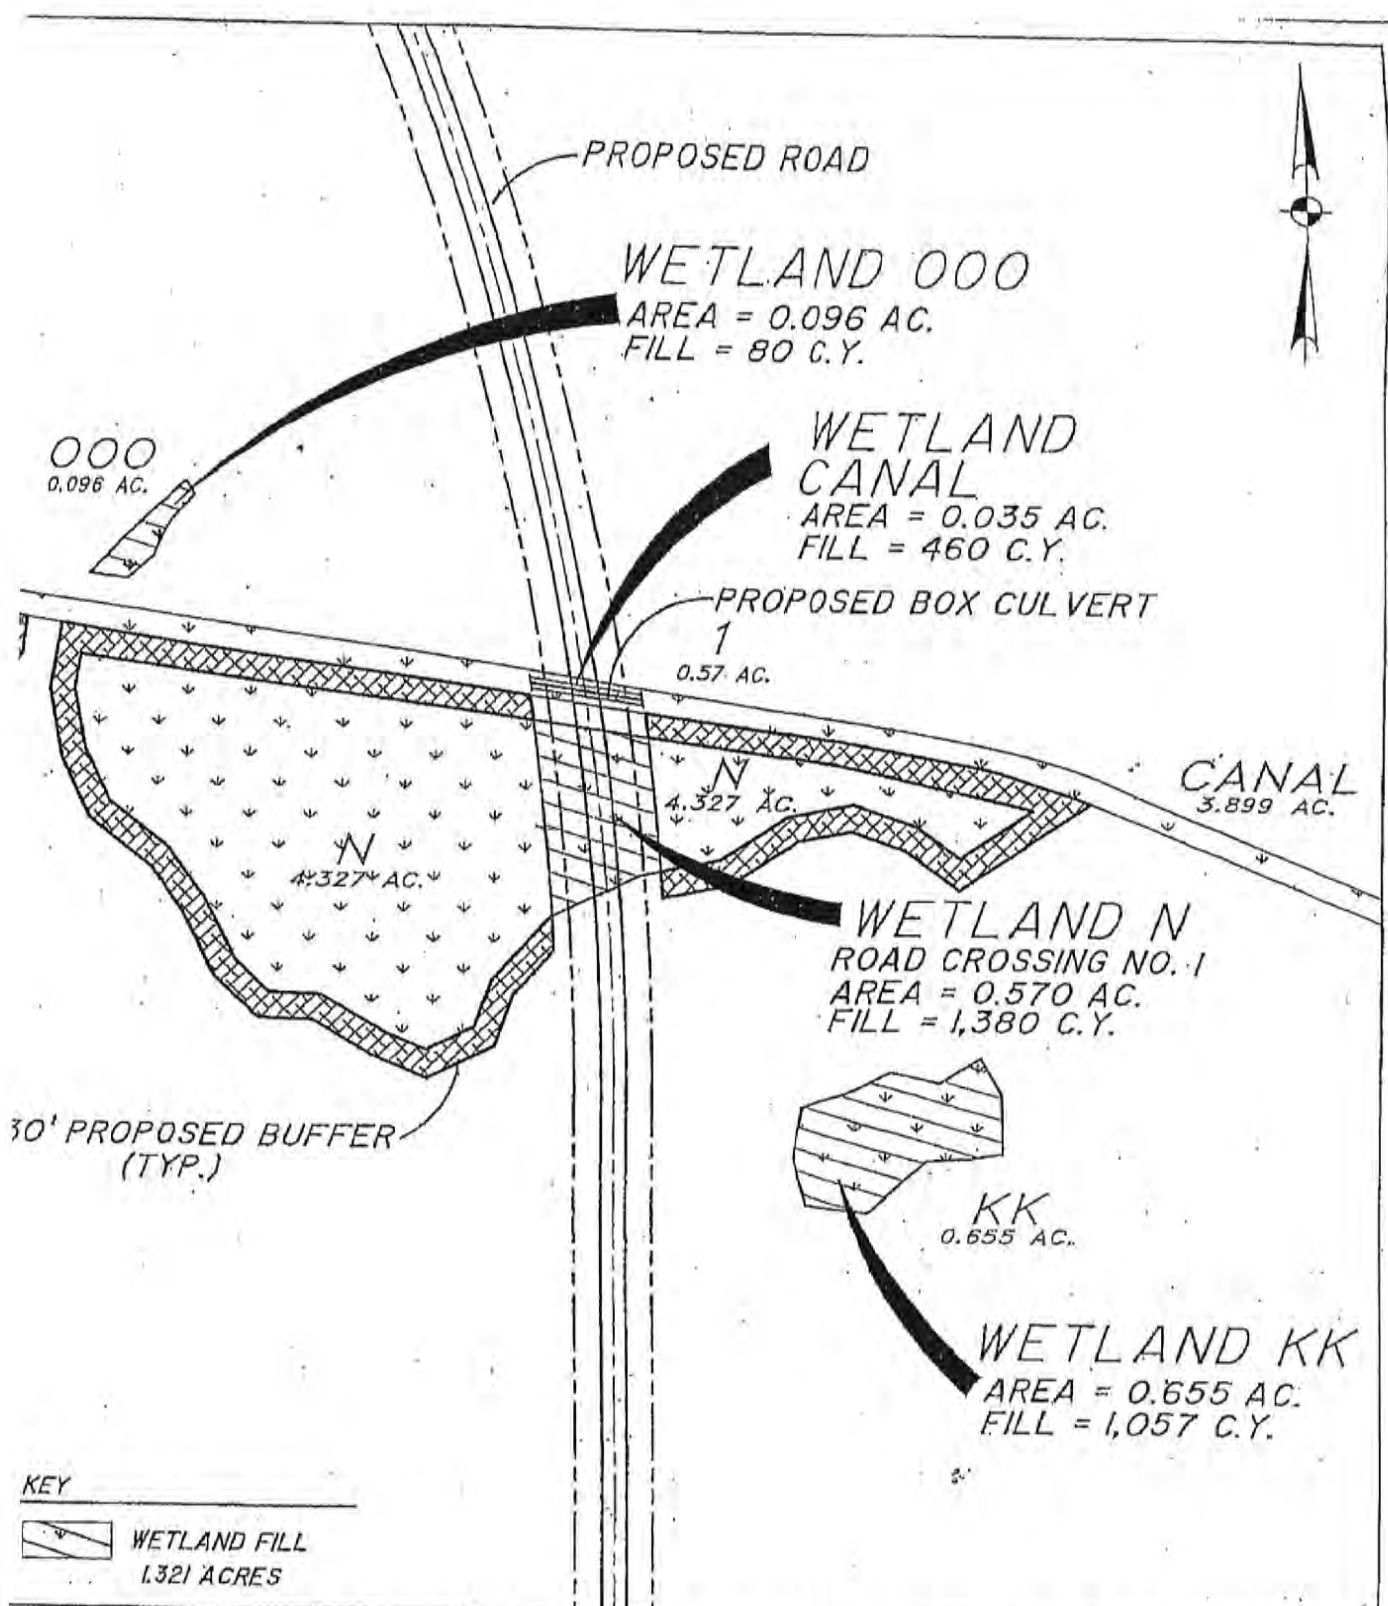 PROPOSED ROAD
WETLAND OOO
AREA = 0.096 AC.
FILL = 80 C.Y.
OOO
0.096 AC.
WETLAND
CANAL
AREA = 0.035 AC.
FILL = 460 C.Y.
PROPOSED BOX CULVERT
1
0.57 AC.
N
4.327 AC.
CANAL
3.899 AC.
N
4.327 AC.
WETLAND N
ROAD CROSSING NO. 1
AREA = 0.570 AC.
FILL = 1,380 C.Y.
30' PROPOSED BUFFER
(TYP.)
KK
0.655 AC.
WETLAND KK
AREA = 0.655 AC.
FILL = 1,057 C.Y.
KEY
WETLAND FILL
1.321 ACRES